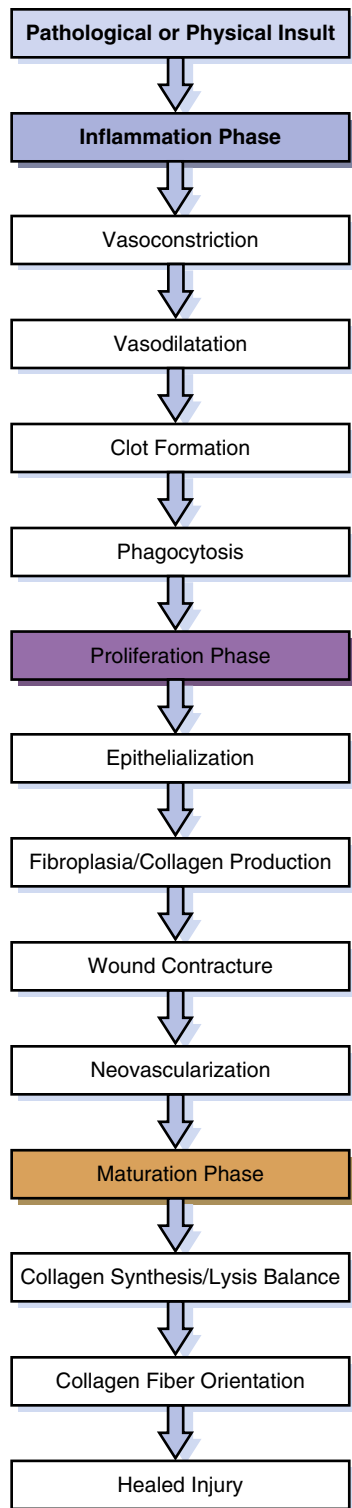 Pathological or Physical Insult
Inflammation Phase
Vasoconstriction
Vasodilatation
Clot Formation
Phagocytosis
Proliferation Phase
Epithelialization
Fibroplasia/Collagen Production
Wound Contracture
Neovascularization
Maturation Phase
Collagen Synthesis/Lysis Balance
Collagen Fiber Orientation
Healed Injury